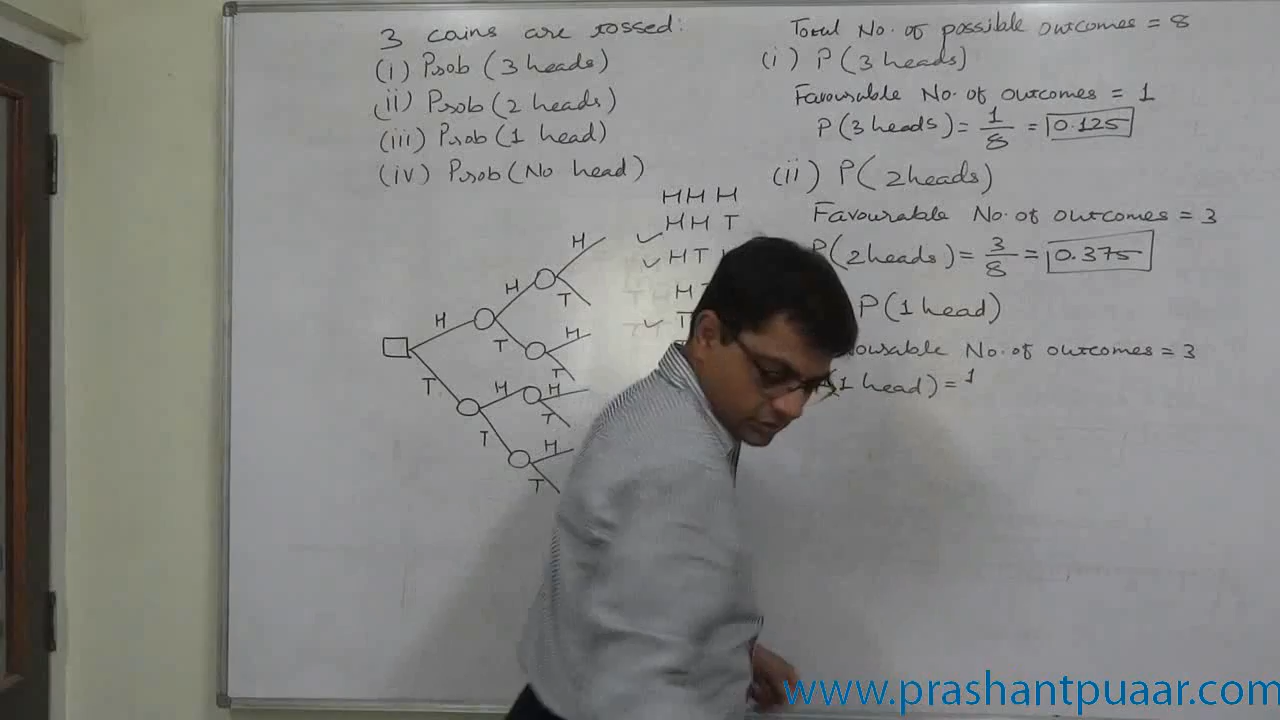 3 coins are tossed:
(i) Prob (3 heads)
(ii) Prob (2 heads)
(iii) Prob (1 head)
(iv) Prob (No head)
H H H
H H T
H T
H T
T
H
T
H
T
H
T
H
T
H
T
H
T
H
T
Total No. of possible outcomes = 8
(i) P(3 heads)
Favourable No. of outcomes = 1
P(3 heads) = 1/8 = 0.125
(ii) P(2 heads)
Favourable No. of outcomes = 3
P(2 heads) = 3/8 = 0.375
P(1 head)
No. of outcomes = 3
(1 head) = 1
www.prashantpuaar.com